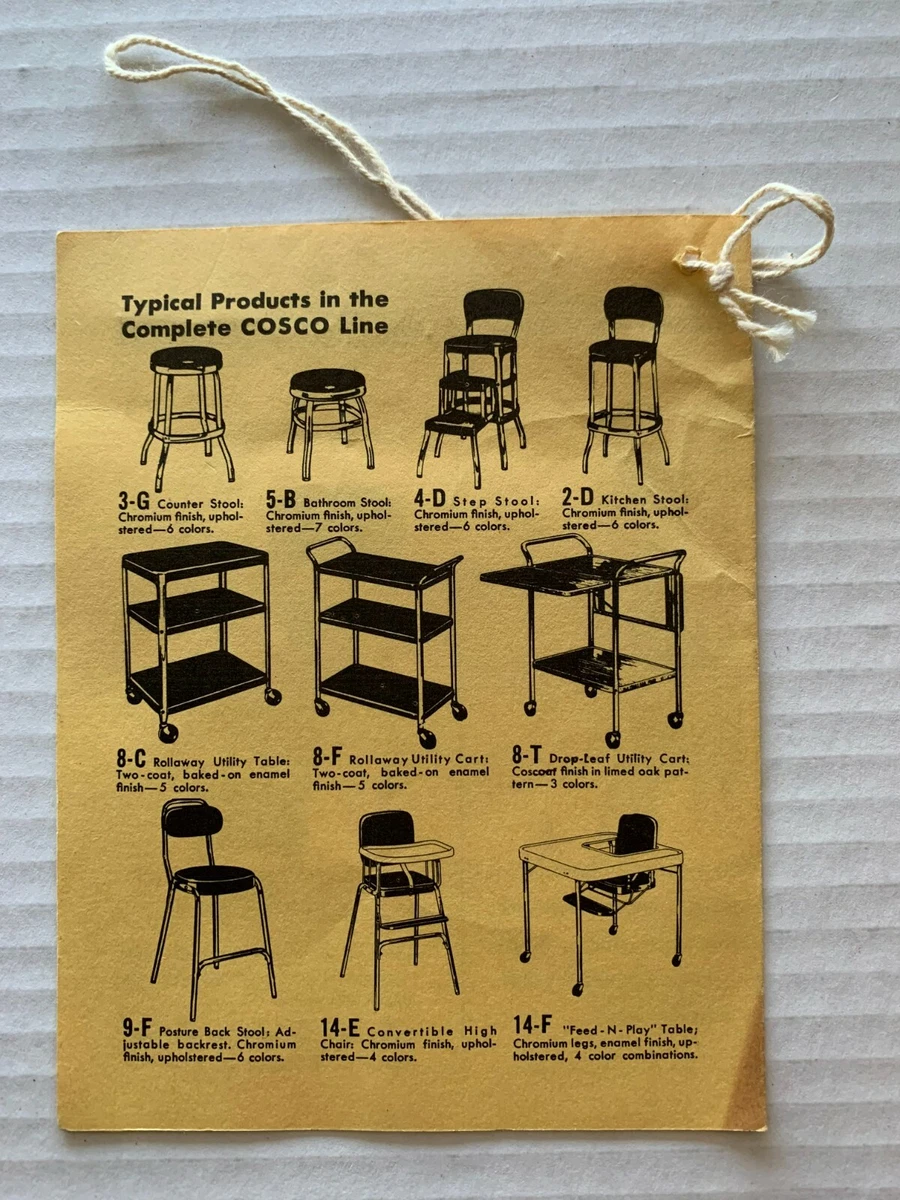 Typical Products in the
Complete COSCO Line
3-G Counter Stool:
Chromium finish, uphol-
stered—6 colors.
5-B Bathroom Stool:
Chromium finish, uphol-
stered—7 colors.
4-D Step Stool:
Chromium finish, uphol-
stered—6 colors.
2-D Kitchen Stool:
Chromium finish, uphol-
stered—6 colors.
8-C Rollaway Utility Table:
Two-coat, baked-on enamel
finish—5 colors.
8-F Rollaway Utility Cart:
Two-coat, baked-on enamel
finish—5 colors.
8-T Drop-Leaf Utility Cart:
Coscoat finish in limed oak pat-
tern—3 colors.
9-F Posture Back Stool: Ad-
justable backrest. Chromium
finish, upholstered—6 colors.
14-E Convertible High
Chair: Chromium finish, uphol-
stered—4 colors.
14-F "Feed-N-Play" Table;
Chromium legs, enamel finish, up-
holstered, 4 color combinations.